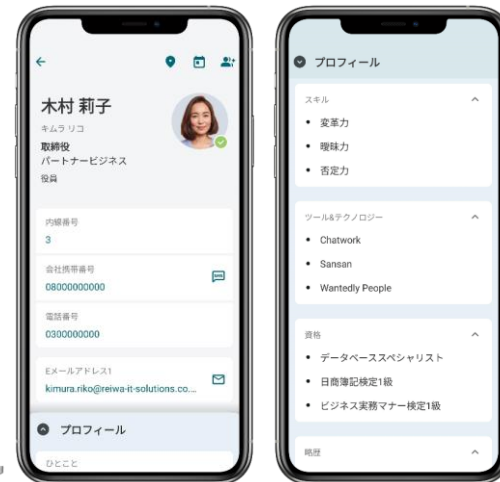 木村 莉子
キムラ リコ
取締役
パートナービジネス
役員
内線番号
3
会社携帯番号
08000000000
電話番号
0300000000
Eメールアドレス1
kimura.riko@reiwa-it-solutions.co...
プロフィール
ひとこと
プロフィール
スキル
• 変革力
• 曖昧力
• 否定力
ツール&テクノロジー
• Chatwork
• Sansan
• Wantedly People
資格
• データベーススペシャリスト
• 日商簿記検定1級
• ビジネス実務マナー検定1級
略歴